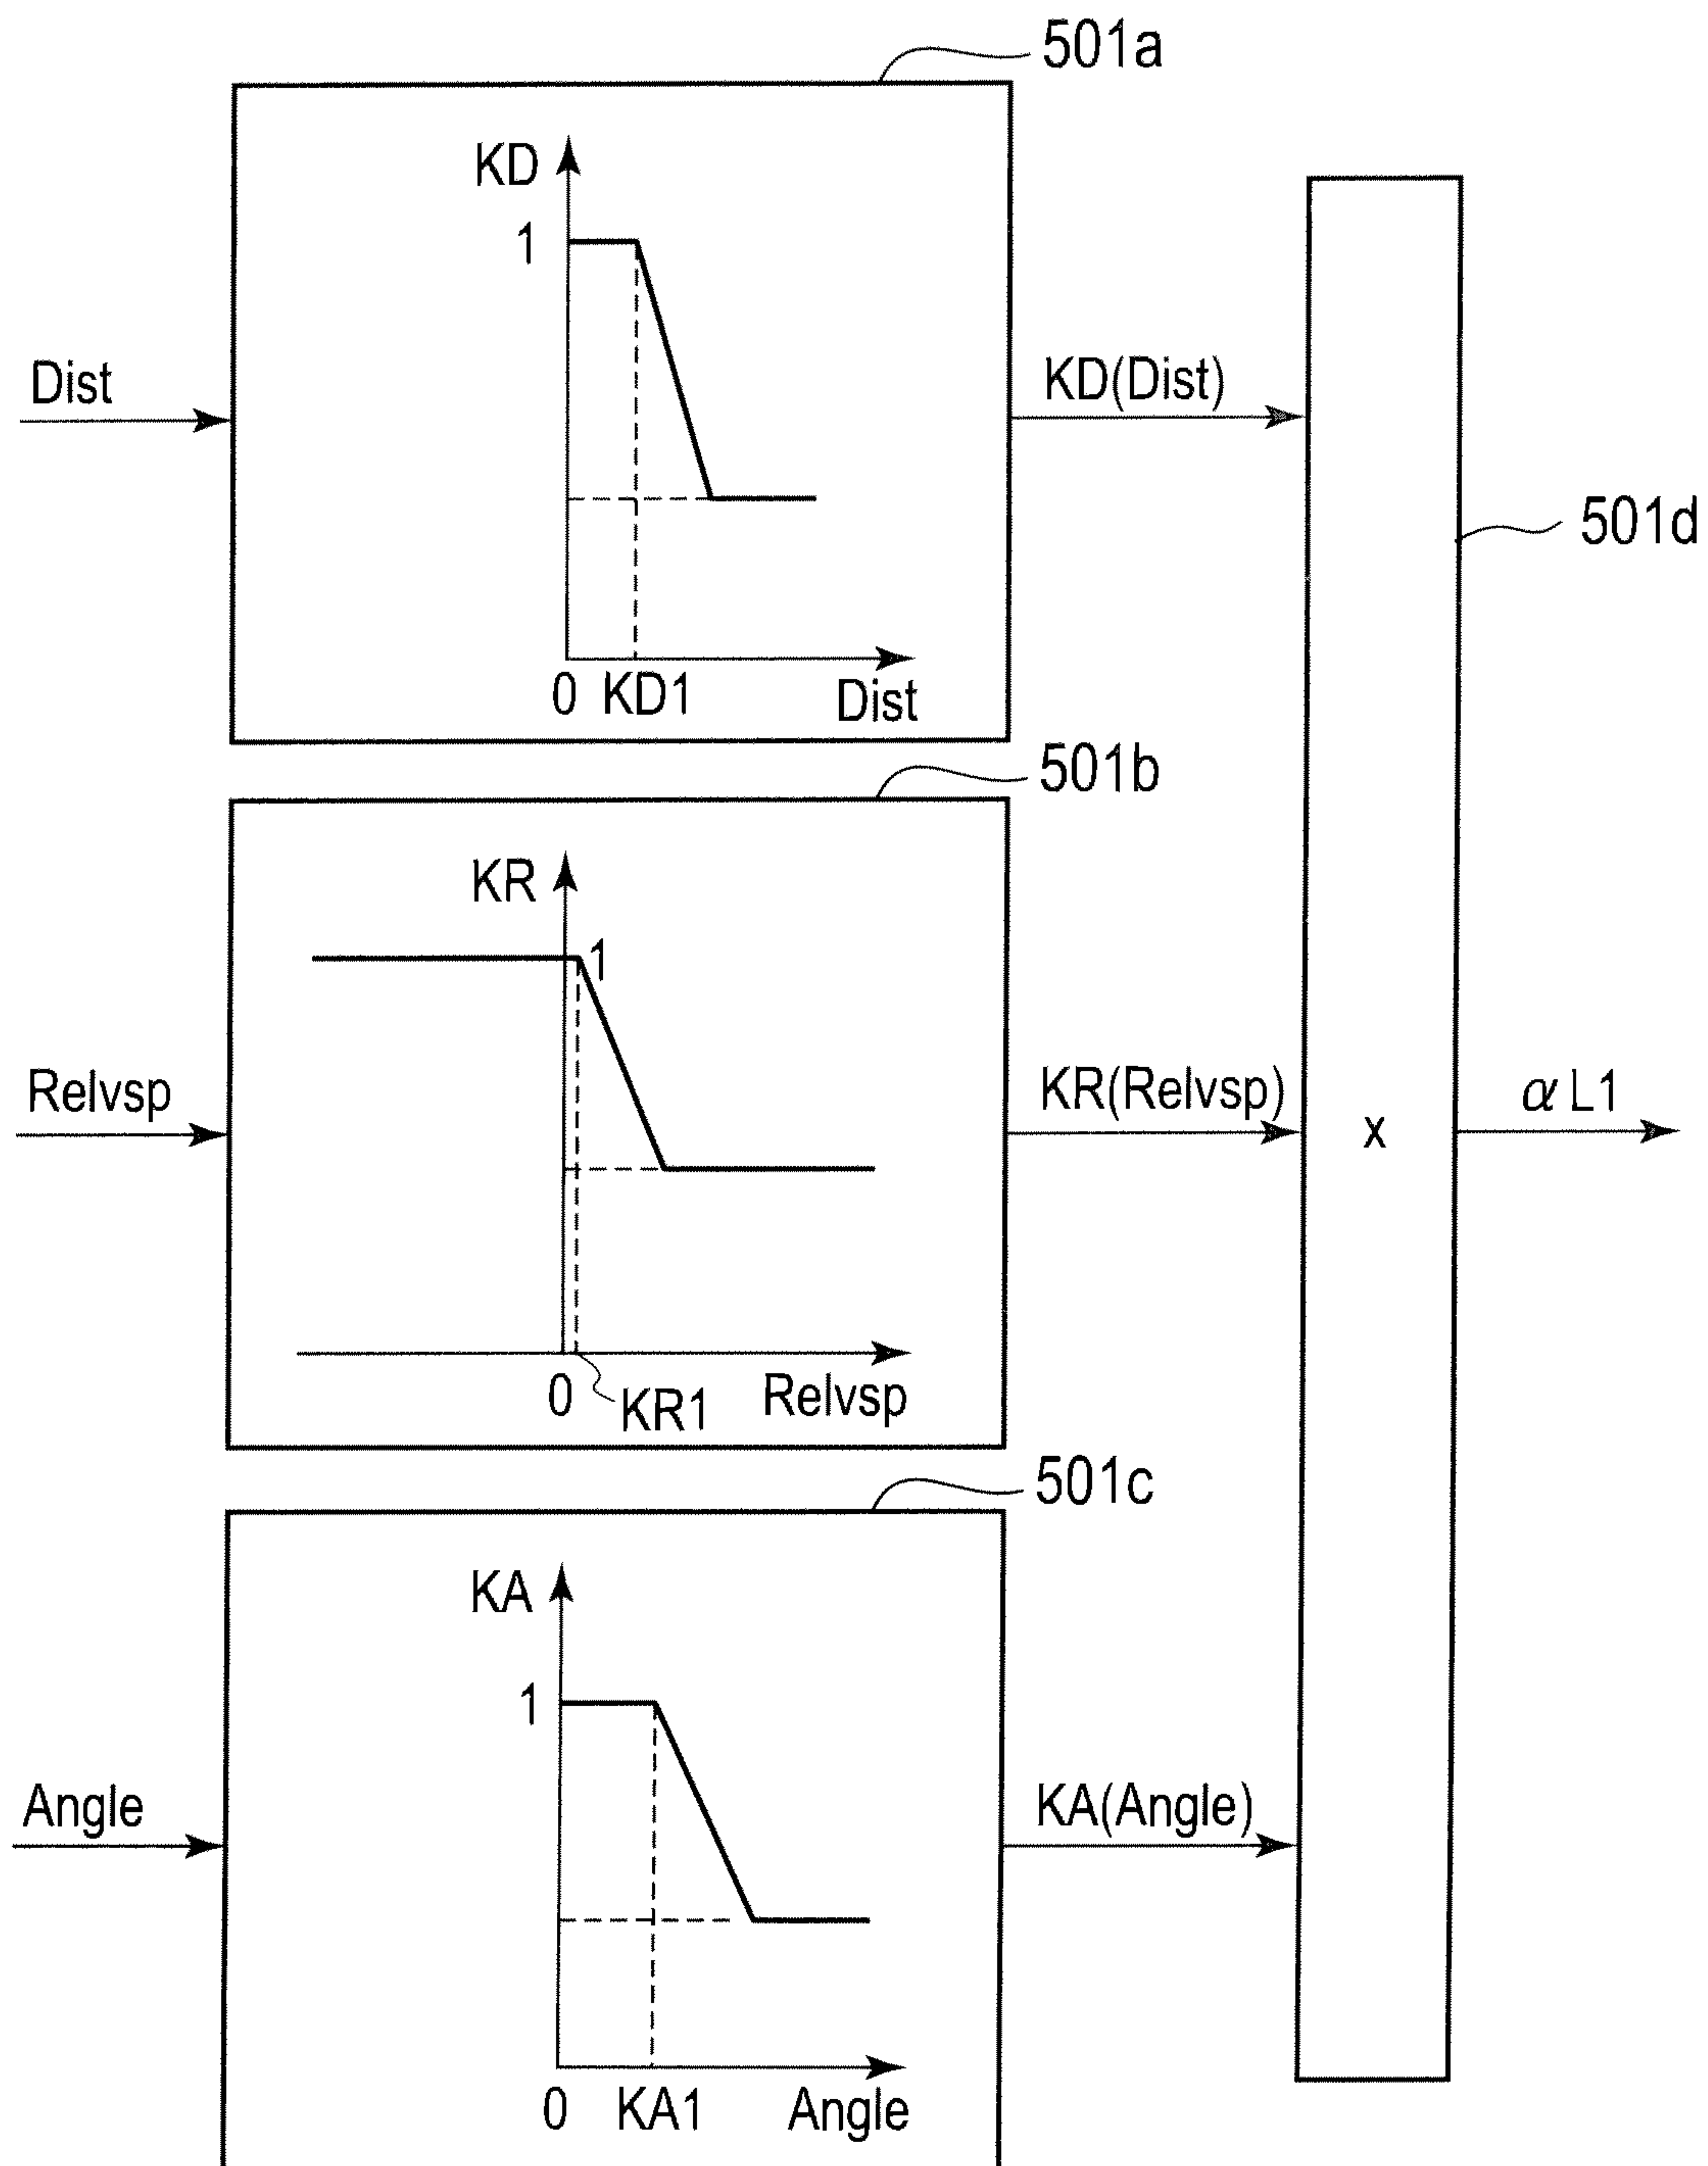 501a
KD
1
Dist
KD(Dist)
501d
0 KD1 Dist
501b
KR
1
Relvsp
KR(Relvsp)
x
α L1
0 KR1 Relvsp
501c
KA
1
Angle
KA(Angle)
0 KA1 Angle